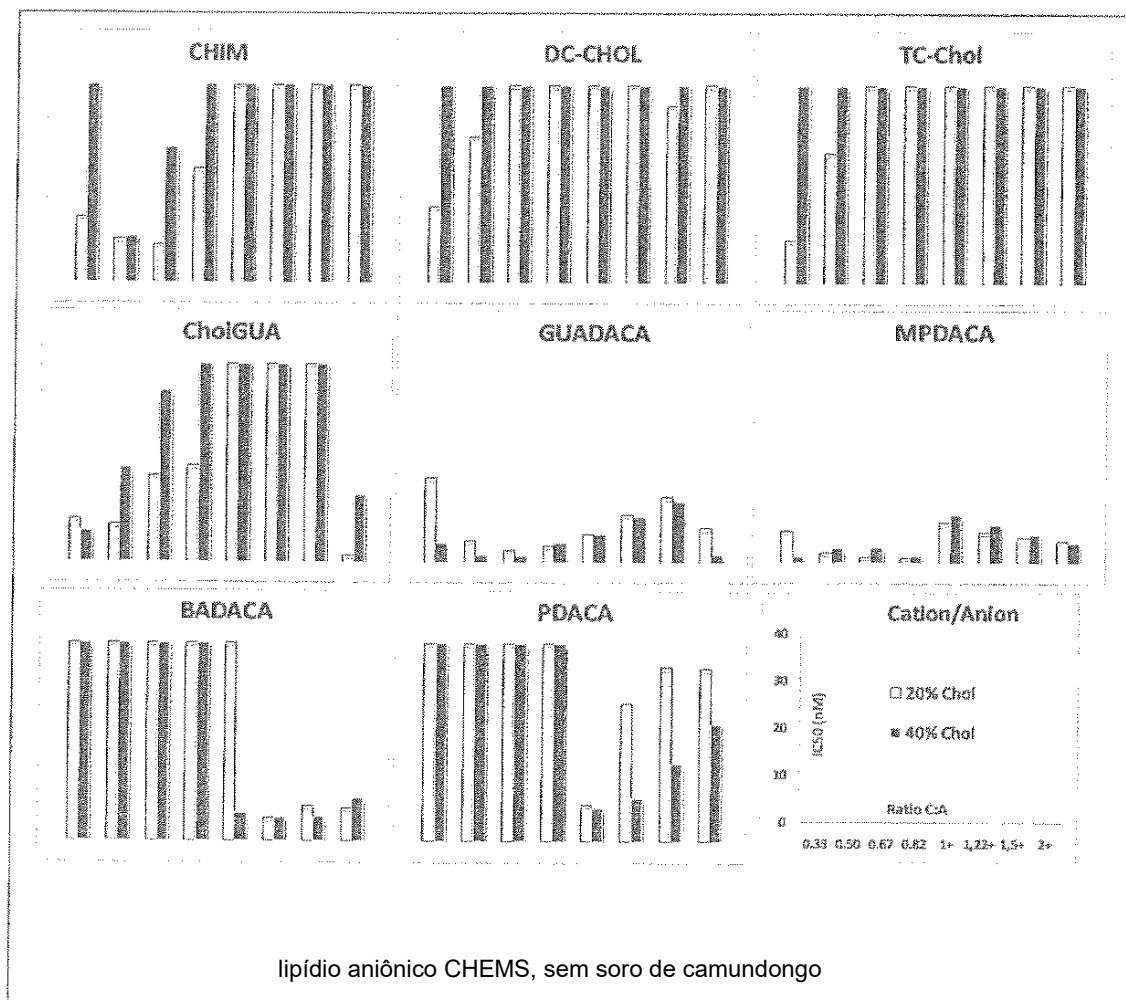 CHIM
DC-CHOL
TC-Chol
CholGUA
GUADACA
MPDACA
BADACA
PDACA
Cation/Anion
40
30
20
10
0
IC50 (nM)
20% Chol
40% Chol
Ratio C:A
0.33 0.50 0.67 0.82 1+ 1,22+ 1,5+ 2+
lipídio aniônico CHEMS, sem soro de camundongo